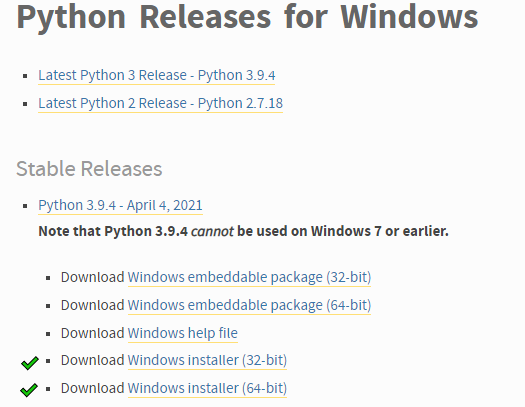 Python Releases for Windows
Latest Python 3 Release - Python 3.9.4
Latest Python 2 Release - Python 2.7.18
Stable Releases
Python 3.9.4 - April 4, 2021
Note that Python 3.9.4 cannot be used on Windows 7 or earlier.
Download Windows embeddable package (32-bit)
Download Windows embeddable package (64-bit)
Download Windows help file
Download Windows installer (32-bit)
Download Windows installer (64-bit)